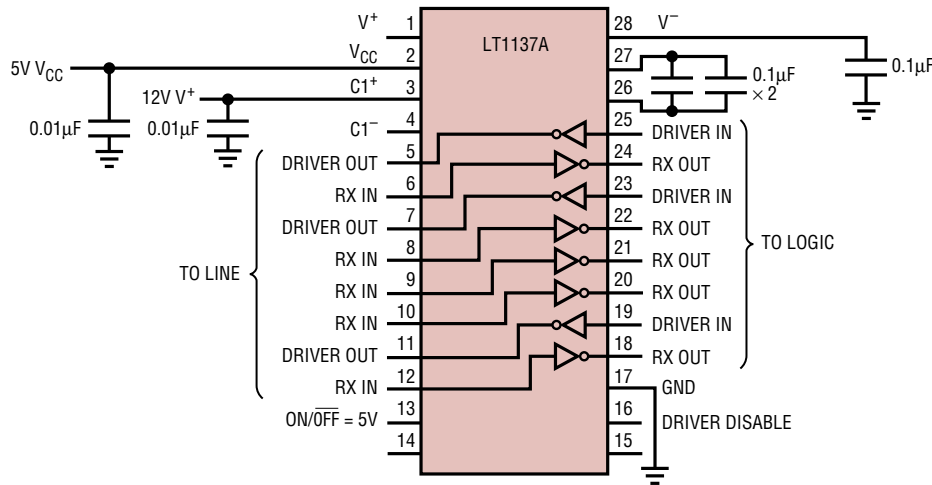 LT1137A
V+ 1
VCC 2
5V VCC
C1+ 3
12V V+
0.01µF
0.01µF
C1– 4
DRIVER OUT 5
RX IN 6
DRIVER OUT 7
RX IN 8
RX IN 9
RX IN 10
DRIVER OUT 11
RX IN 12
ON/OFF = 5V 13
14
TO LINE
28 V–
0.1µF
27
26
0.1µF
× 2
25 DRIVER IN
24 RX OUT
23 DRIVER IN
22 RX OUT
21 RX OUT
20 RX OUT
19 DRIVER IN
18 RX OUT
17 GND
16 DRIVER DISABLE
15
TO LOGIC